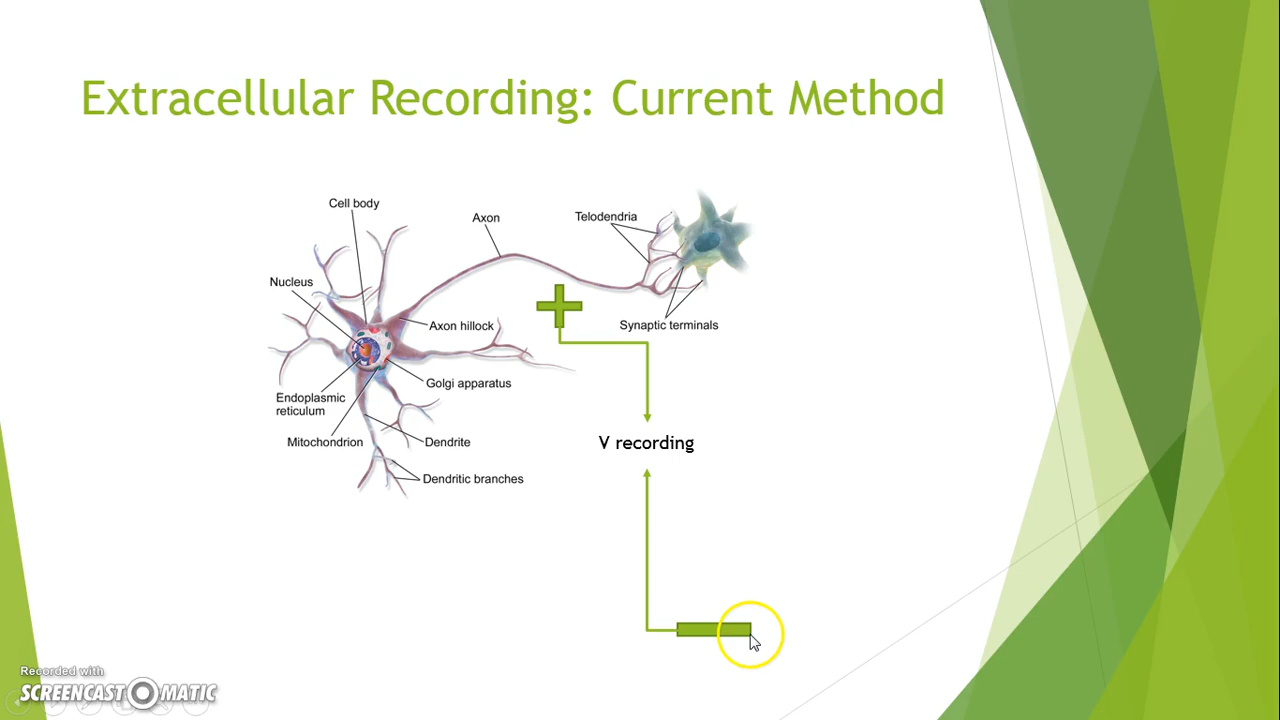 Extracellular Recording: Current Method
Cell body
Axon
Telodendria
Nucleus
Axon hillock
Synaptic terminals
Golgi apparatus
Endoplasmic
reticulum
Mitochondrion
Dendrite
V recording
Dendritic branches
Recorded with
SCREENCAST MATIC